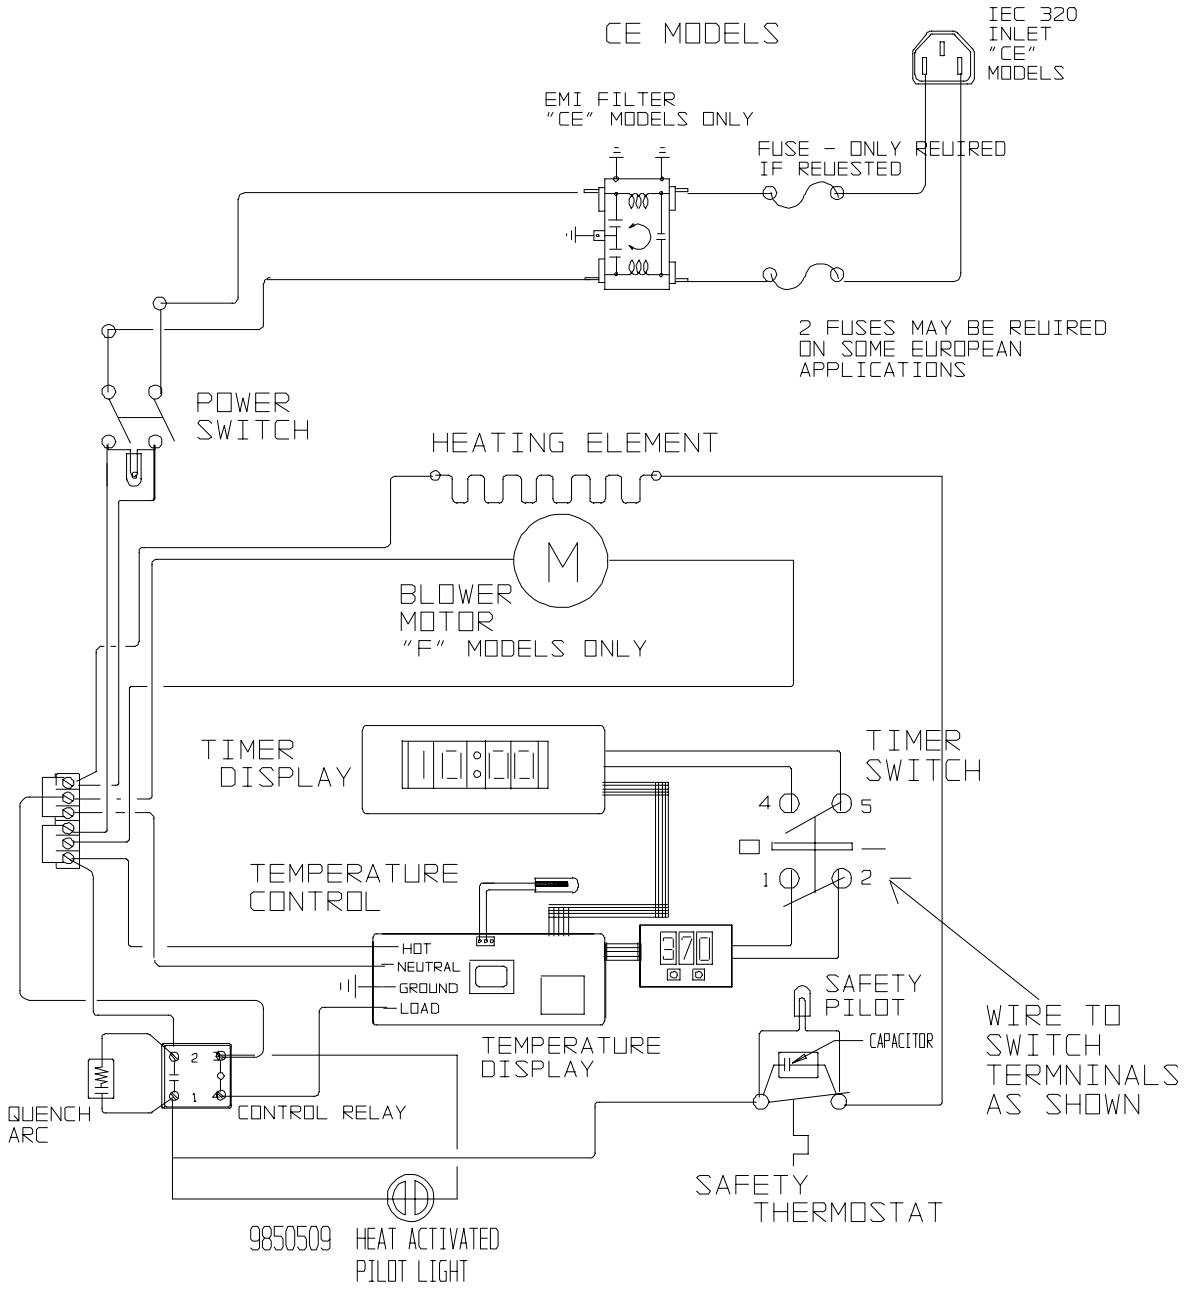 CE MODELS
IEC 320
INLET
"CE"
MODELS
EMI FILTER
"CE" MODELS ONLY
FUSE - ONLY REUIRED
IF REUESTED
2 FUSES MAY BE REUIRED
ON SOME EUROPEAN
APPLICATIONS
POWER
SWITCH
HEATING ELEMENT
M
BLOWER
MOTOR
"F" MODELS ONLY
TIMER
DISPLAY
10:00
TIMER
SWITCH
4
5
1
2
TEMPERATURE
CONTROL
HOT
NEUTRAL
GROUND
LOAD
370
TEMPERATURE
DISPLAY
SAFETY
PILOT
CAPACITOR
WIRE TO
SWITCH
TERMNINALS
AS SHOWN
2
3
1
4
QUENCH
ARC
CONTROL RELAY
SAFETY
THERMOSTAT
9850509
HEAT ACTIVATED
PILOT LIGHT